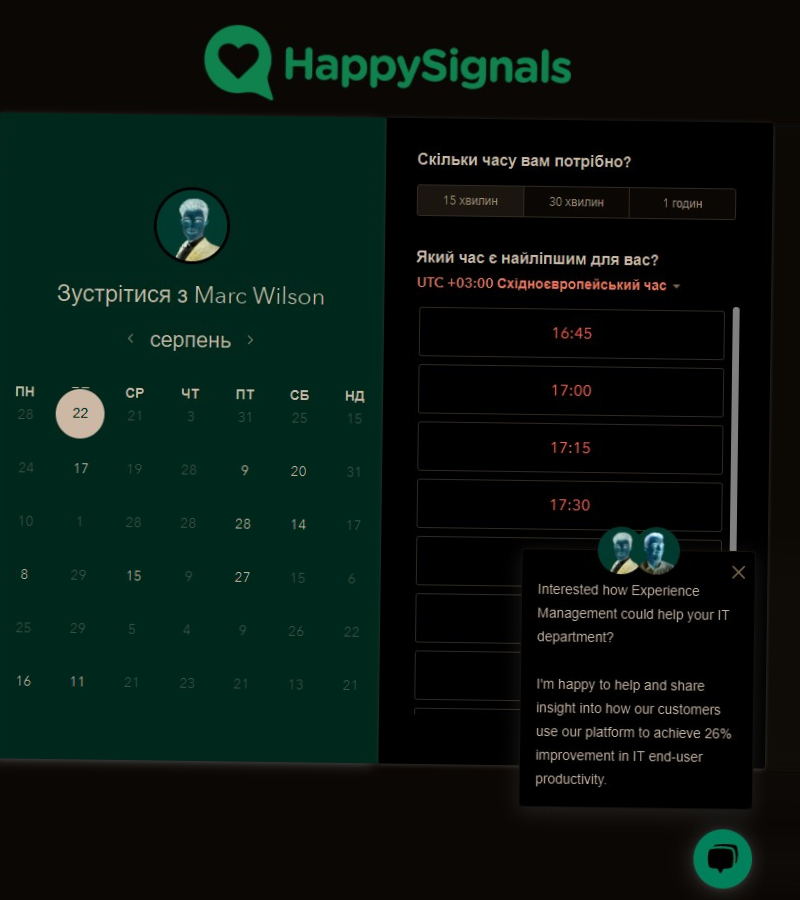 HappySignals
Зустрітися з Marc Wilson
серпень
ПН СР ЧТ ПТ СБ НД
28 22 21 3 31 25 15
24 17 19 28 9 20 31
10 1 28 28 28 14 17
8 29 15 9 27 15 6
25 29 5 4 9 26 22
16 11 21 23 21 13 21
Скільки часу вам потрібно?
15 хвилин 30 хвилин 1 годин
Який час є найліпшим для вас?
UTC +03:00 Східноєвропейський час
16:45
17:00
17:15
17:30
Interested how Experience
Management could help your IT
department?
I'm happy to help and share
insight into how our customers
use our platform to achieve 26%
improvement in IT end-user
productivity.